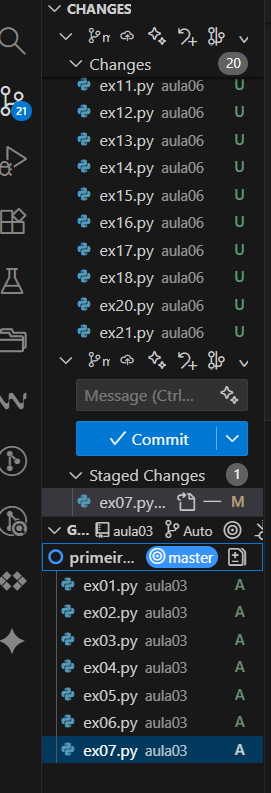 CHANGES
Changes 20
ex11.py aula06 U
ex12.py aula06 U
ex13.py aula06 U
ex14.py aula06 U
ex15.py aula06 U
ex16.py aula06 U
ex17.py aula06 U
ex18.py aula06 U
ex20.py aula06 U
ex21.py aula06 U
21
Message (Ctrl...
Commit
Staged Changes 1
ex07.py... M
G... aula03 Auto
primeir... master
ex01.py aula03 A
ex02.py aula03 A
ex03.py aula03 A
ex04.py aula03 A
ex05.py aula03 A
ex06.py aula03 A
ex07.py aula03 A